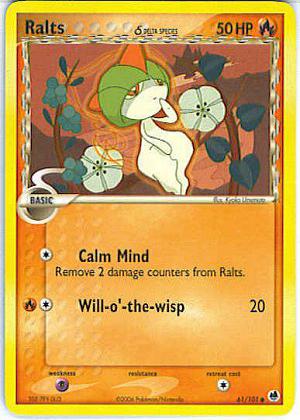 Ralts δ DELTA SPECIES 50 HP
Illus. Kyoko Umemoto
BASIC
Calm Mind
Remove 2 damage counters from Ralts.
Will-o'-the-wisp 20
weakness resistance retreat cost
©2006 Pokémon/Nintendo 61/101 ●